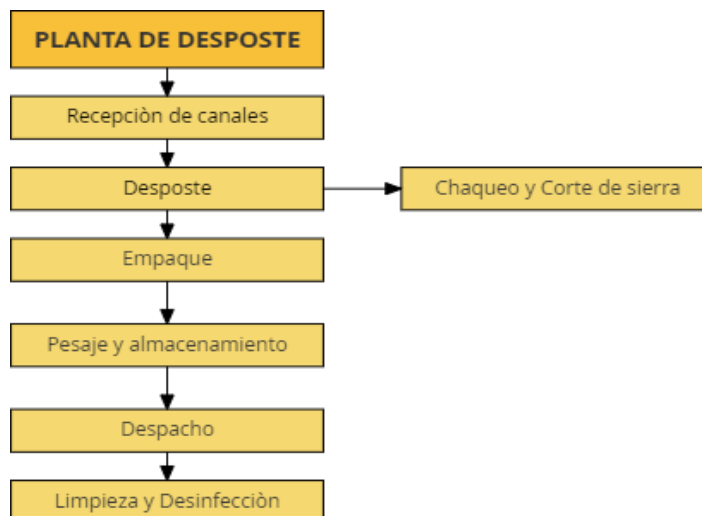 PLANTA DE DESPOSTE
Recepciòn de canales
Desposte
Chaqueo y Corte de sierra
Empaque
Pesaje y almacenamiento
Despacho
Limpieza y Desinfecciòn